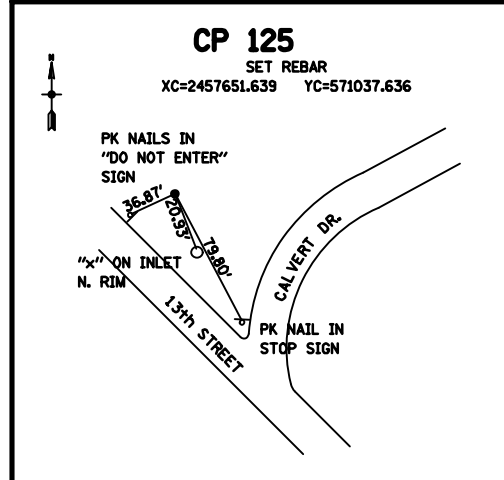 CP 125
SET REBAR
XC=2457651.639 YC=571037.636
N
PK NAILS IN
"DO NOT ENTER"
SIGN
36.87'
20.93'
79.80'
"x" ON INLET
N. RIM
CALVERT DR.
13th STREET
PK NAIL IN
STOP SIGN